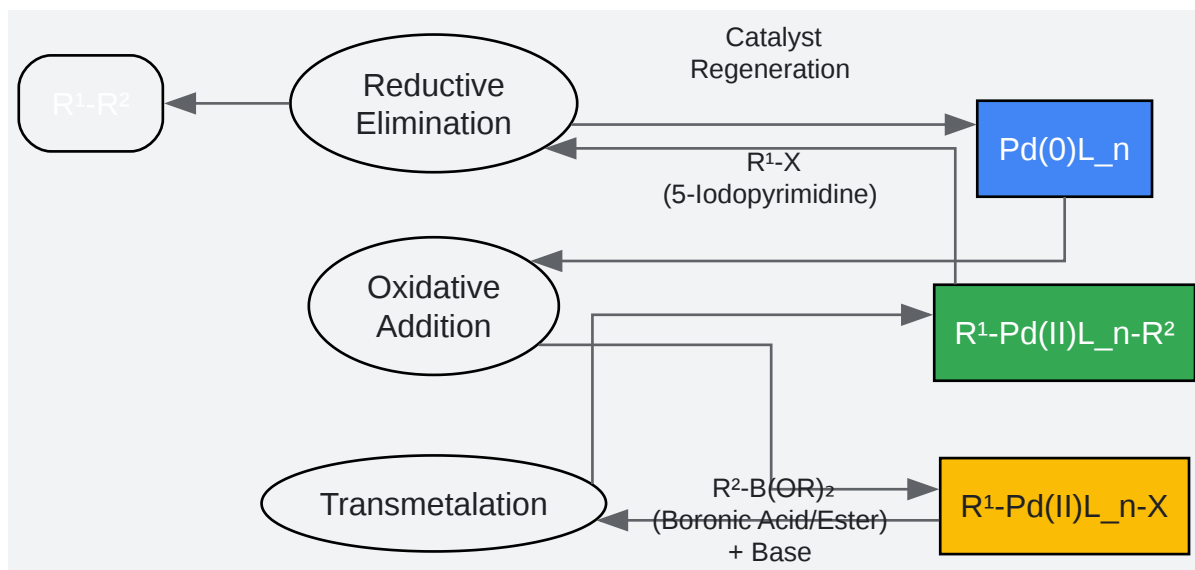 Catalyst
Regeneration
R¹-R²
Reductive
Elimination
Pd(0)L_n
R¹-X
(5-Iodopyrimidine)
Oxidative
Addition
R¹-Pd(II)L_n-R²
Transmetalation
R²-B(OR)₂
(Boronic Acid/Ester)
+ Base
R¹-Pd(II)L_n-X